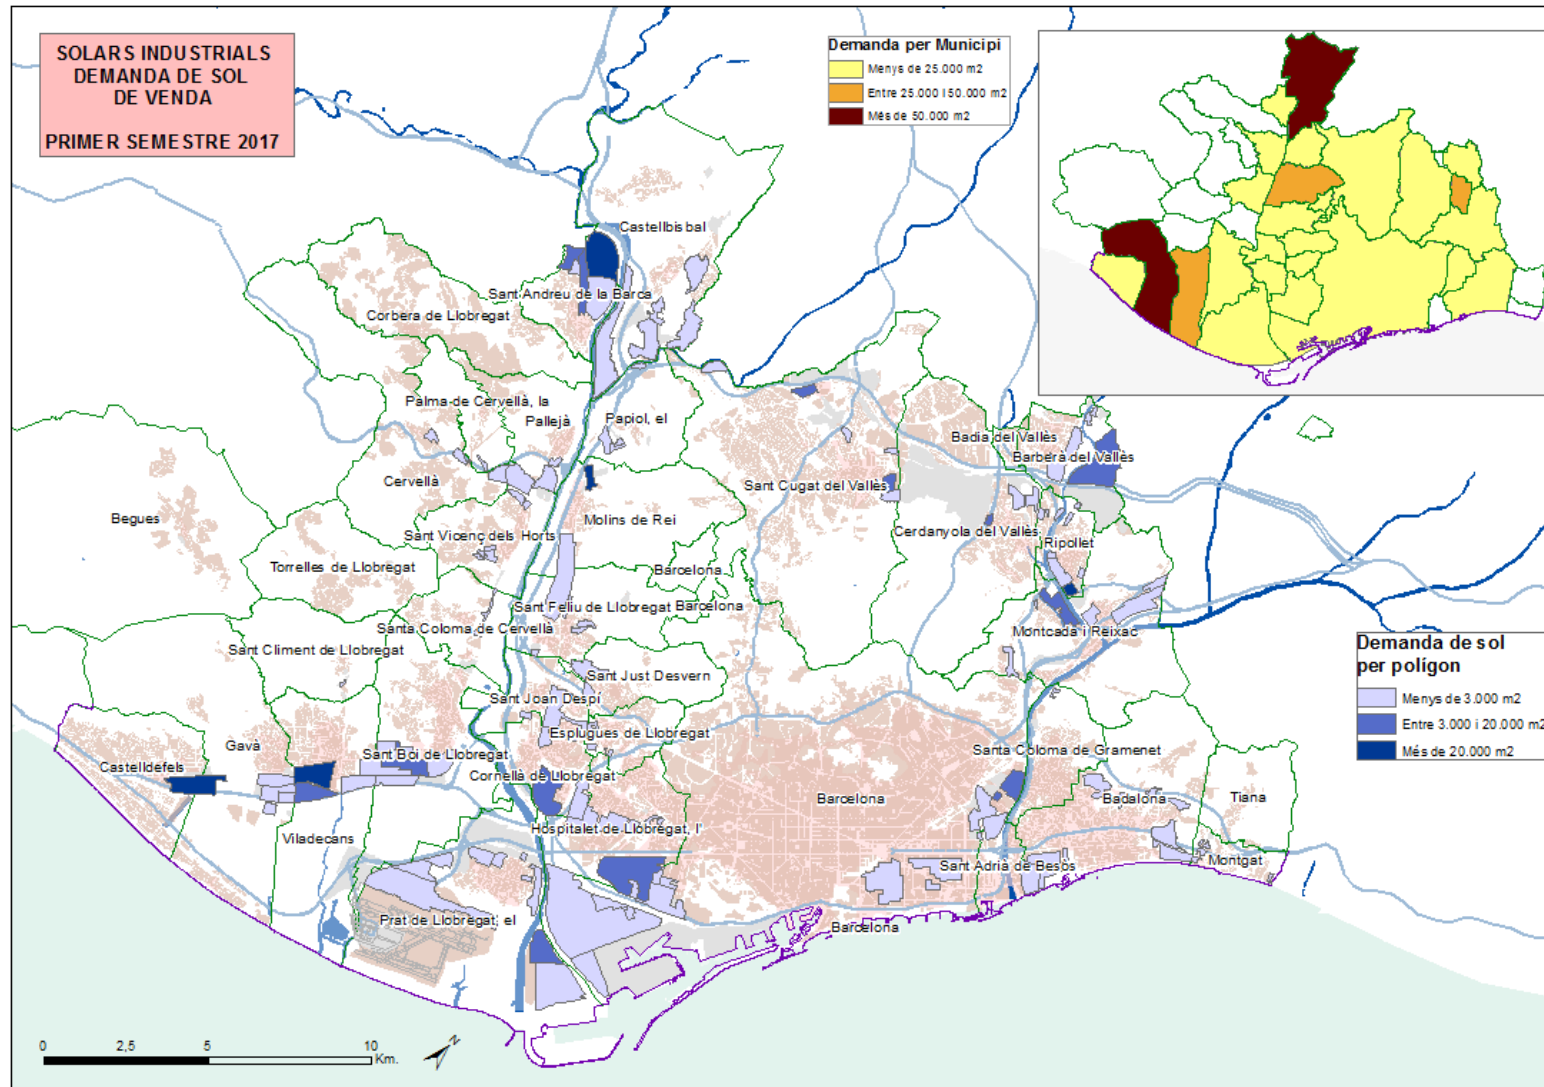 SOLARS INDUSTRIALS
DEMANDA DE SOL
DE VENDA
PRIMER SEMESTRE 2017
Demanda per Municipi
Menys de 25.000 m2
Entre 25.000 I 50.000 m2
Més de 50.000 m2
Castellbisbal
Sant Andreu de la Barca
Corbera de Llobregat
Palma de Cervellà, la
Pallejà
Papiol, el
Badia del Vallès
Barberà del Vallès
Cervellà
Sant Cugat del Vallès
Begues
Molins de Rei
Sant Vicenç dels Horts
Cerdanyola del Vallès
Ripollet
Torrelles de Llobregat
Barcelona
Sant Feliu de Llobregat
Barcelona
Santa Coloma de Cervellà
Montcada i Reixac
Sant Climent de Llobregat
Sant Just Desvern
Sant Joan Despí
Esplugues de Llobregat
Gavà
Sant Boi de Llobregat
Santa Coloma de Gramenet
Castelldefels
Cornellà de Llobregat
Barcelona
Badalona
Tiana
Viladecans
Hospitalet de Llobregat, l'
Sant Adrià de Besòs
Montgat
Prat de Llobregat, el
Barcelona
Demanda de sol
per polígon
Menys de 3.000 m2
Entre 3.000 i 20.000 m2
Més de 20.000 m2
0 2,5 5 10
Km.
N